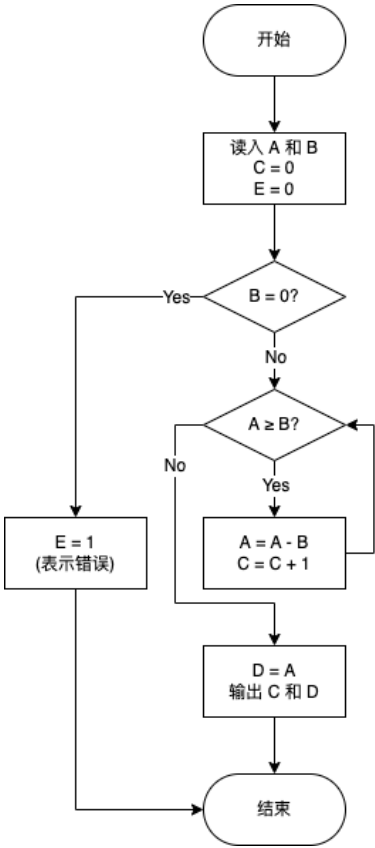 开始
读入 A 和 B
C = 0
E = 0
B = 0?
Yes
No
A ≥ B?
No
Yes
A = A - B
C = C + 1
E = 1
(表示错误)
D = A
输出 C 和 D
结束